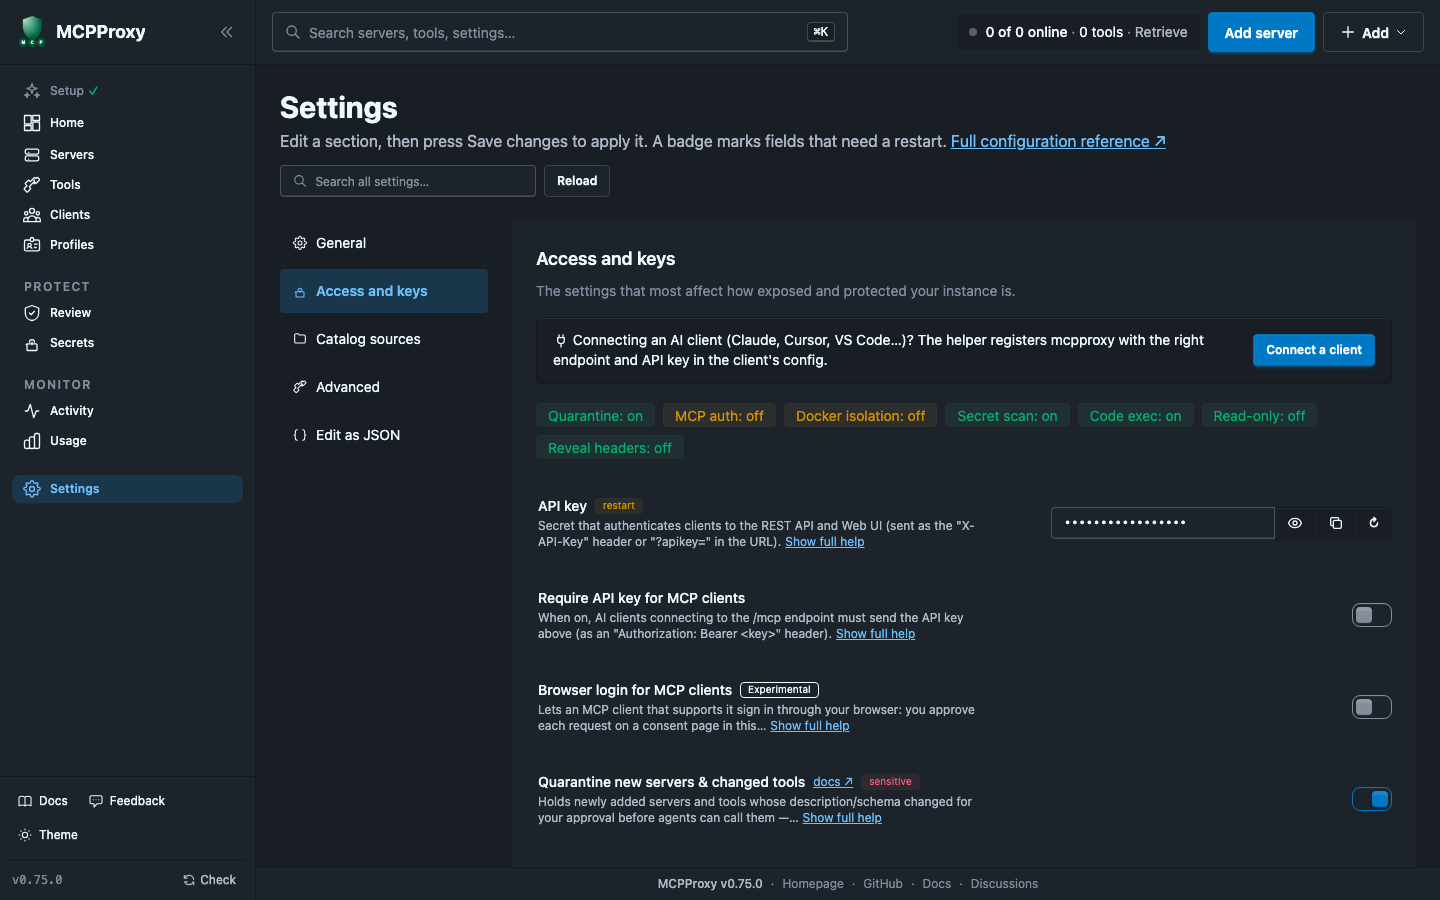 MCPProxy
Search servers, tools, settings...
⌘K
0 of 0 online · 0 tools · Retrieve
Add server
Add
Setup
Home
Servers
Tools
Clients
Profiles
PROTECT
Review
Secrets
MONITOR
Activity
Usage
Settings
Docs
Feedback
Theme
v0.75.0
Check
Settings
Edit a section, then press Save changes to apply it. A badge marks fields that need a restart. Full configuration reference ↗
Search all settings...
Reload
General
Access and keys
Catalog sources
Advanced
Edit as JSON
Access and keys
The settings that most affect how exposed and protected your instance is.
Connecting an AI client (Claude, Cursor, VS Code...)? The helper registers mcpproxy with the right
endpoint and API key in the client's config.
Connect a client
Quarantine: on
MCP auth: off
Docker isolation: off
Secret scan: on
Code exec: on
Read-only: off
Reveal headers: off
API key restart
Secret that authenticates clients to the REST API and Web UI (sent as the "X-
API-Key" header or "?apikey=" in the URL). Show full help
•••••••••••••••••
Require API key for MCP clients
When on, AI clients connecting to the /mcp endpoint must send the API key
above (as an "Authorization: Bearer <key>" header). Show full help
Browser login for MCP clients Experimental
Lets an MCP client that supports it sign in through your browser: you approve
each request on a consent page in this... Show full help
Quarantine new servers & changed tools docs ↗ sensitive
Holds newly added servers and tools whose description/schema changed for
your approval before agents can call them —... Show full help
MCPProxy v0.75.0 · Homepage · GitHub · Docs · Discussions